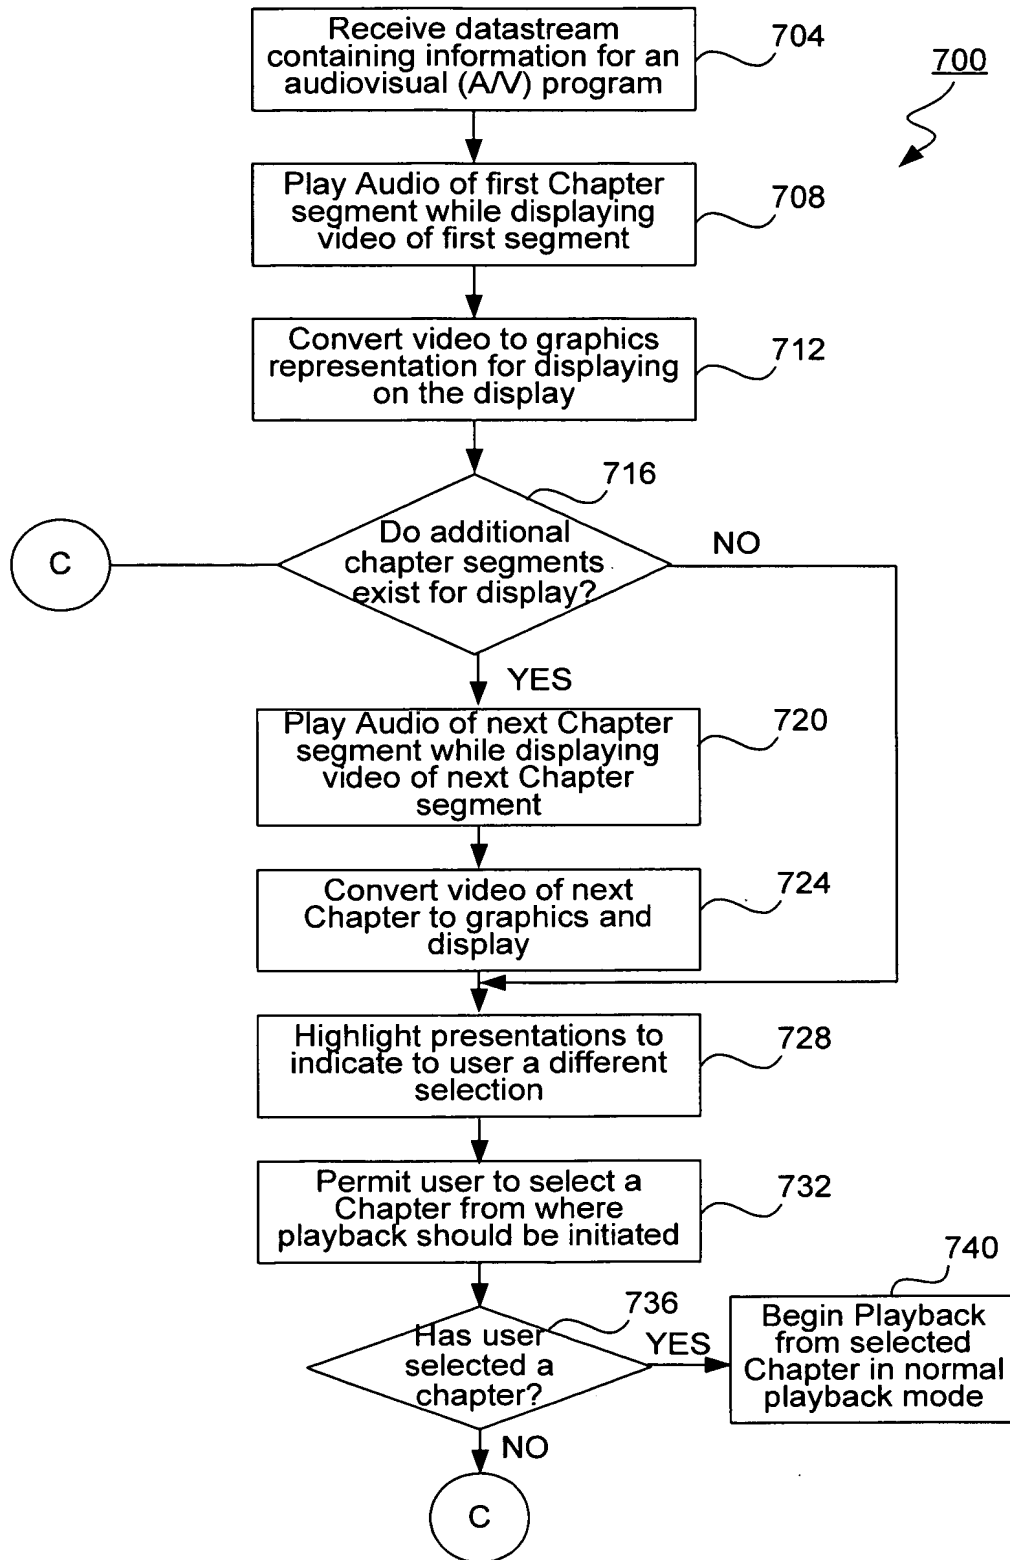 Receive datastream
containing information for an
audiovisual (A/V) program
704
700
Play Audio of first Chapter
segment while displaying
video of first segment
708
Convert video to graphics
representation for displaying
on the display
712
716
Do additional
chapter segments
exist for display?
C
NO
YES
Play Audio of next Chapter
segment while displaying
video of next Chapter
segment
720
Convert video of next
Chapter to graphics and
display
724
Highlight presentations to
indicate to user a different
selection
728
Permit user to select a
Chapter from where
playback should be initiated
732
736
Has user
selected a
chapter?
YES
740
Begin Playback
from selected
Chapter in normal
playback mode
NO
C